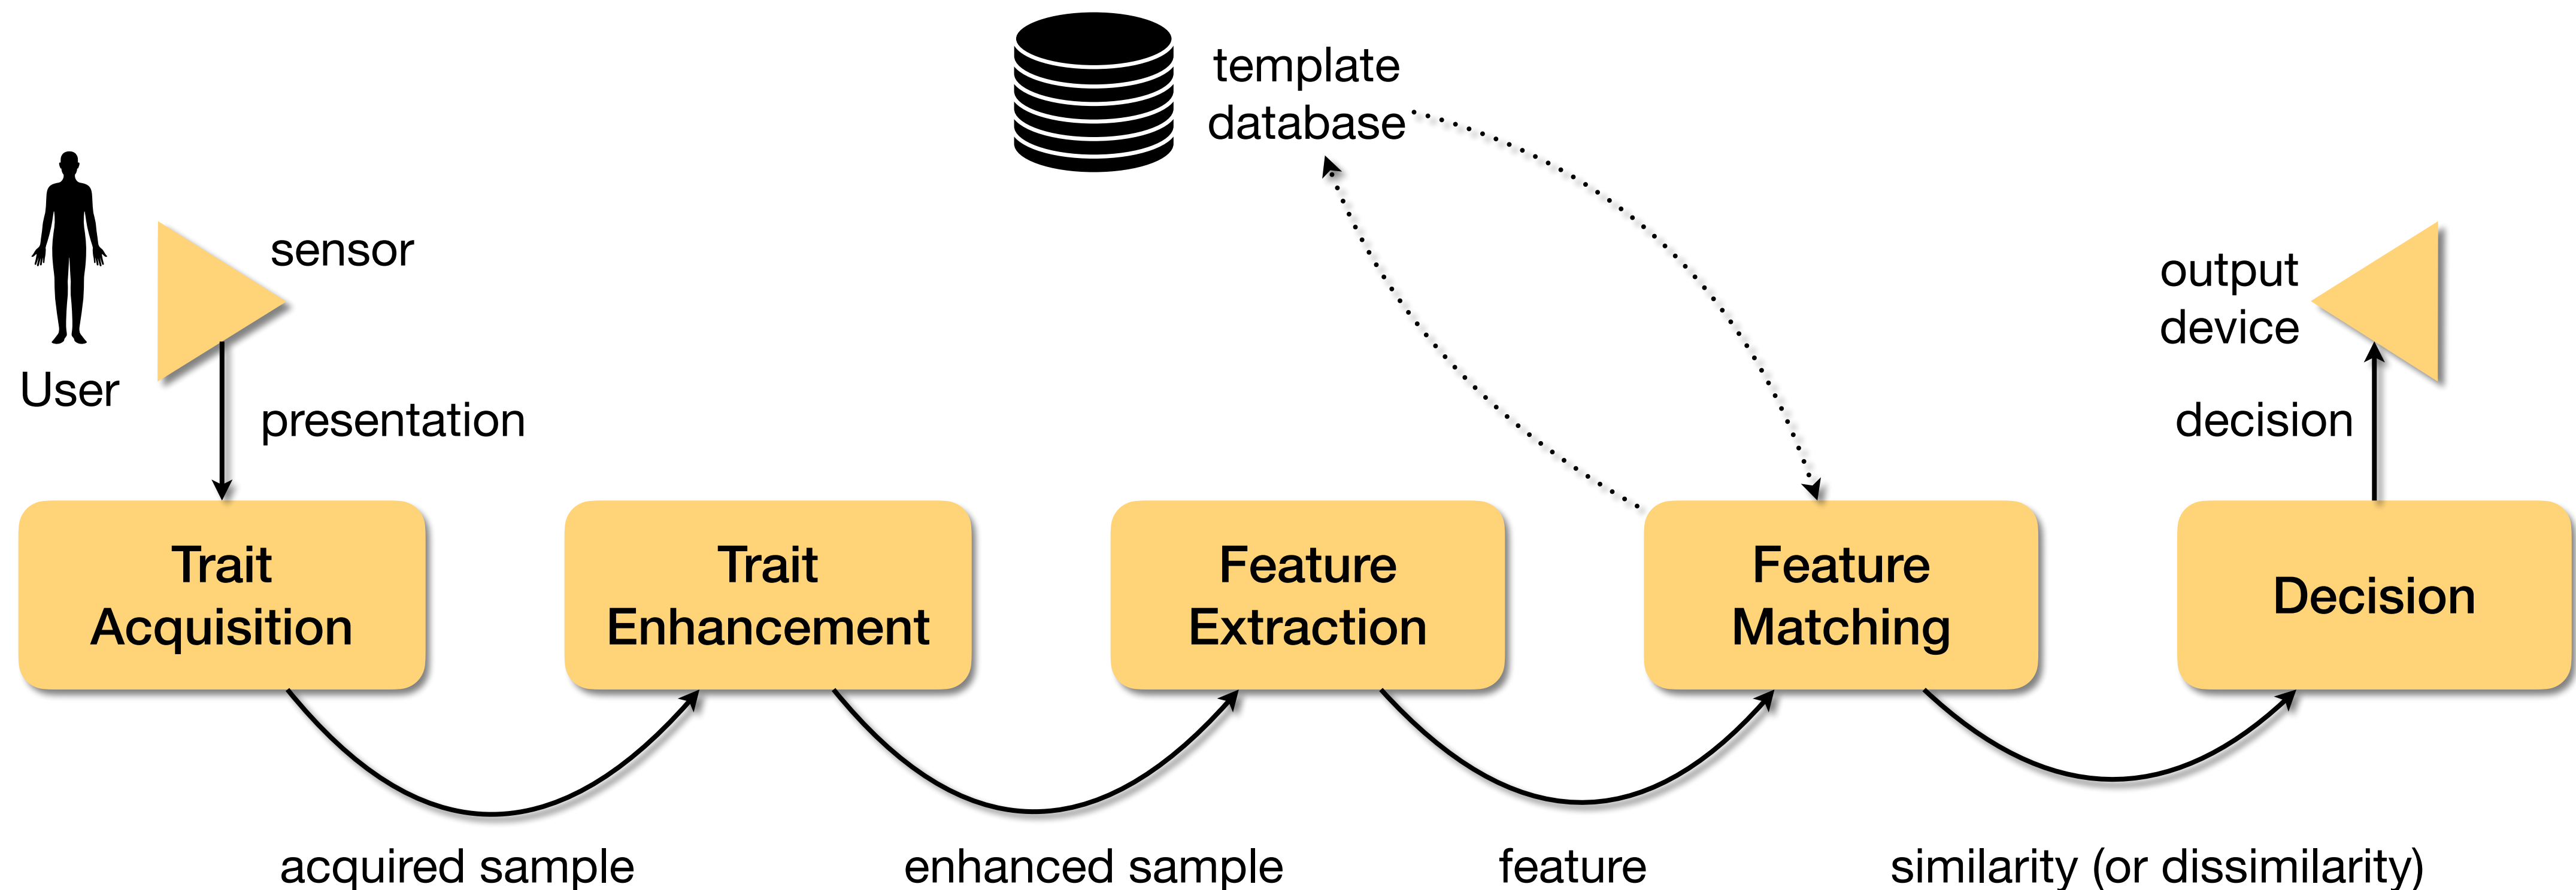 template
database
sensor
User
presentation
output
device
decision
Trait
Acquisition
Trait
Enhancement
Feature
Extraction
Feature
Matching
Decision
acquired sample
enhanced sample
feature
similarity (or dissimilarity)